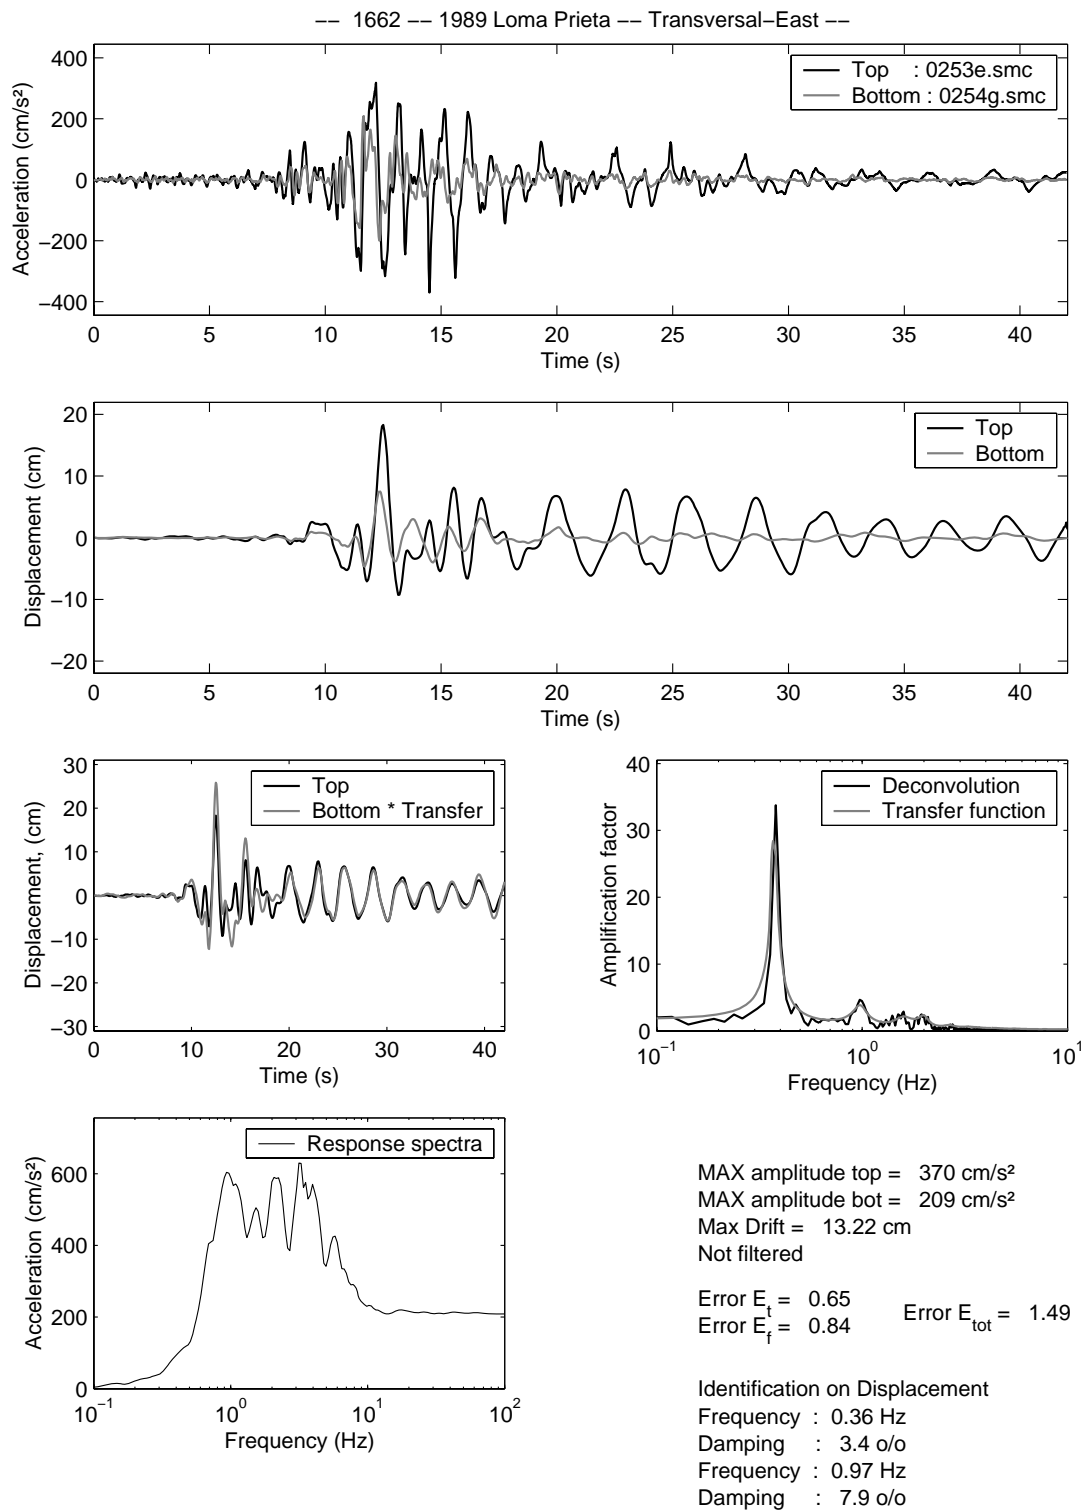 −− 1662 −− 1989 Loma Prieta −− Transversal−East −−
400
200
0
−200
−400
Acceleration (cm/s²)
Top : 0253e.smc
Bottom : 0254g.smc
0 5 10 15 20 25 30 35 40
Time (s)
20
10
0
−10
−20
Displacement (cm)
Top
Bottom
0 5 10 15 20 25 30 35 40
Time (s)
30
20
10
0
−10
−20
−30
Displacement, (cm)
Top
Bottom * Transfer
0 10 20 30 40
Time (s)
40
30
20
10
0
Amplification factor
Deconvolution
Transfer function
10⁻¹ 10⁰ 10¹
Frequency (Hz)
600
400
200
0
Acceleration (cm/s²)
Response spectra
10⁻¹ 10⁰ 10¹ 10²
Frequency (Hz)
MAX amplitude top = 370 cm/s²
MAX amplitude bot = 209 cm/s²
Max Drift = 13.22 cm
Not filtered
Error E_t = 0.65
Error E_f = 0.84
Error E_tot = 1.49
Identification on Displacement
Frequency : 0.36 Hz
Damping : 3.4 o/o
Frequency : 0.97 Hz
Damping : 7.9 o/o